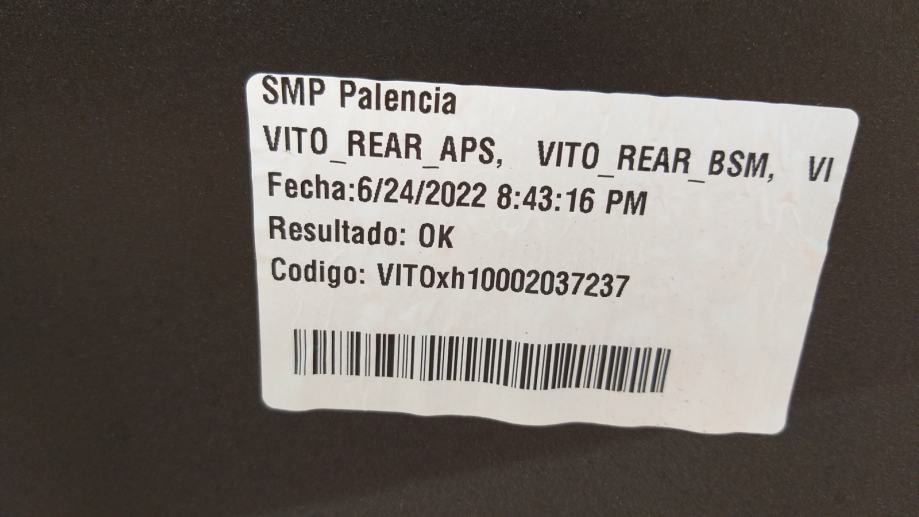 SMP Palencia
VITO_REAR_APS, VITO_REAR_BSM, VI
Fecha:6/24/2022 8:43:16 PM
Resultado: OK
Codigo: VITOxh10002037237